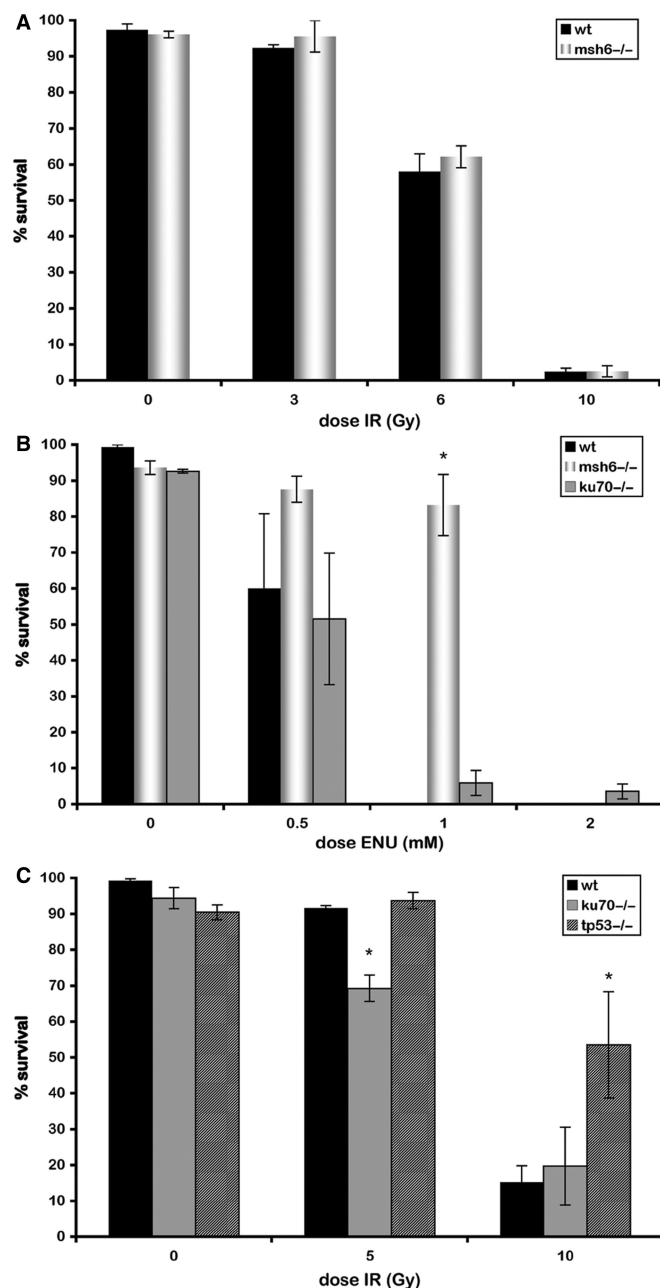 A
100
90
80
70
60
50
40
30
20
10
0
% survival
wt
msh6−/−
0 3 6 10
dose IR (Gy)
B
100
90
80
70
60
50
40
30
20
10
0
% survival
*
wt
msh6−/−
ku70−/−
0 0.5 1 2
dose ENU (mM)
C
100
90
80
70
60
50
40
30
20
10
0
% survival
*
*
wt
ku70−/−
tp53−/−
0 5 10
dose IR (Gy)